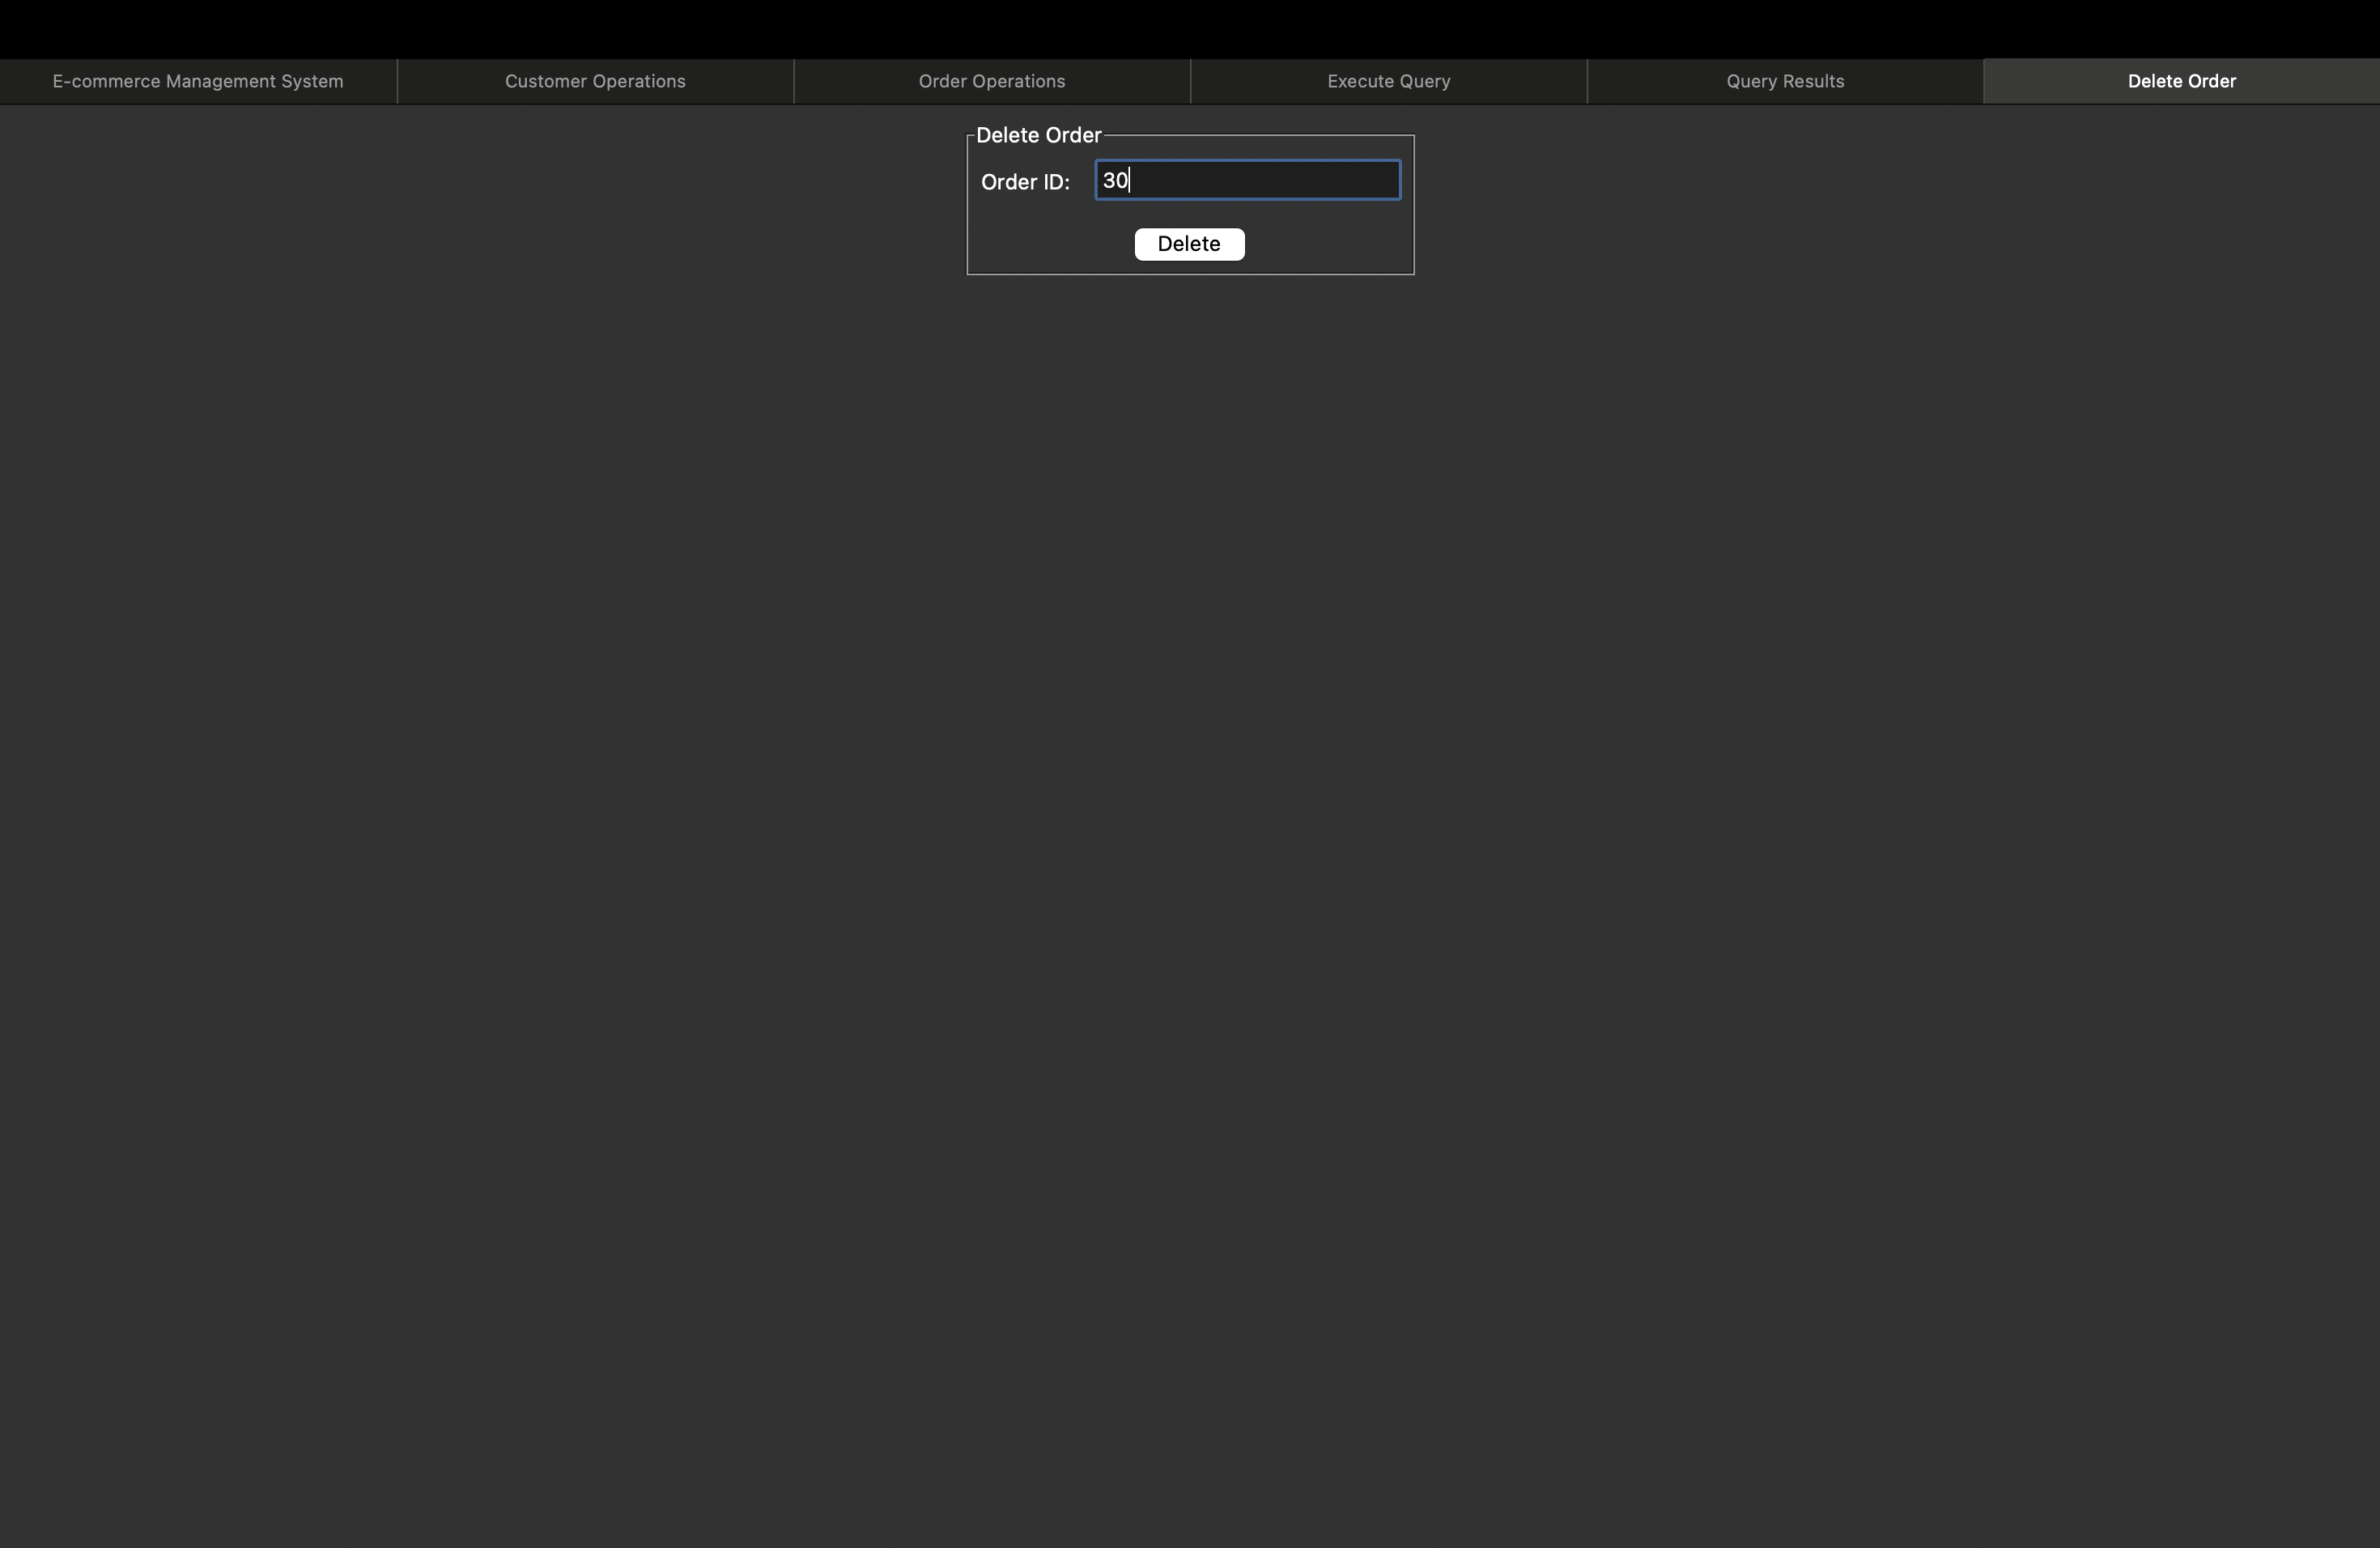 E-commerce Management System
Customer Operations
Order Operations
Execute Query
Query Results
Delete Order
Delete Order
Order ID: 30
Delete